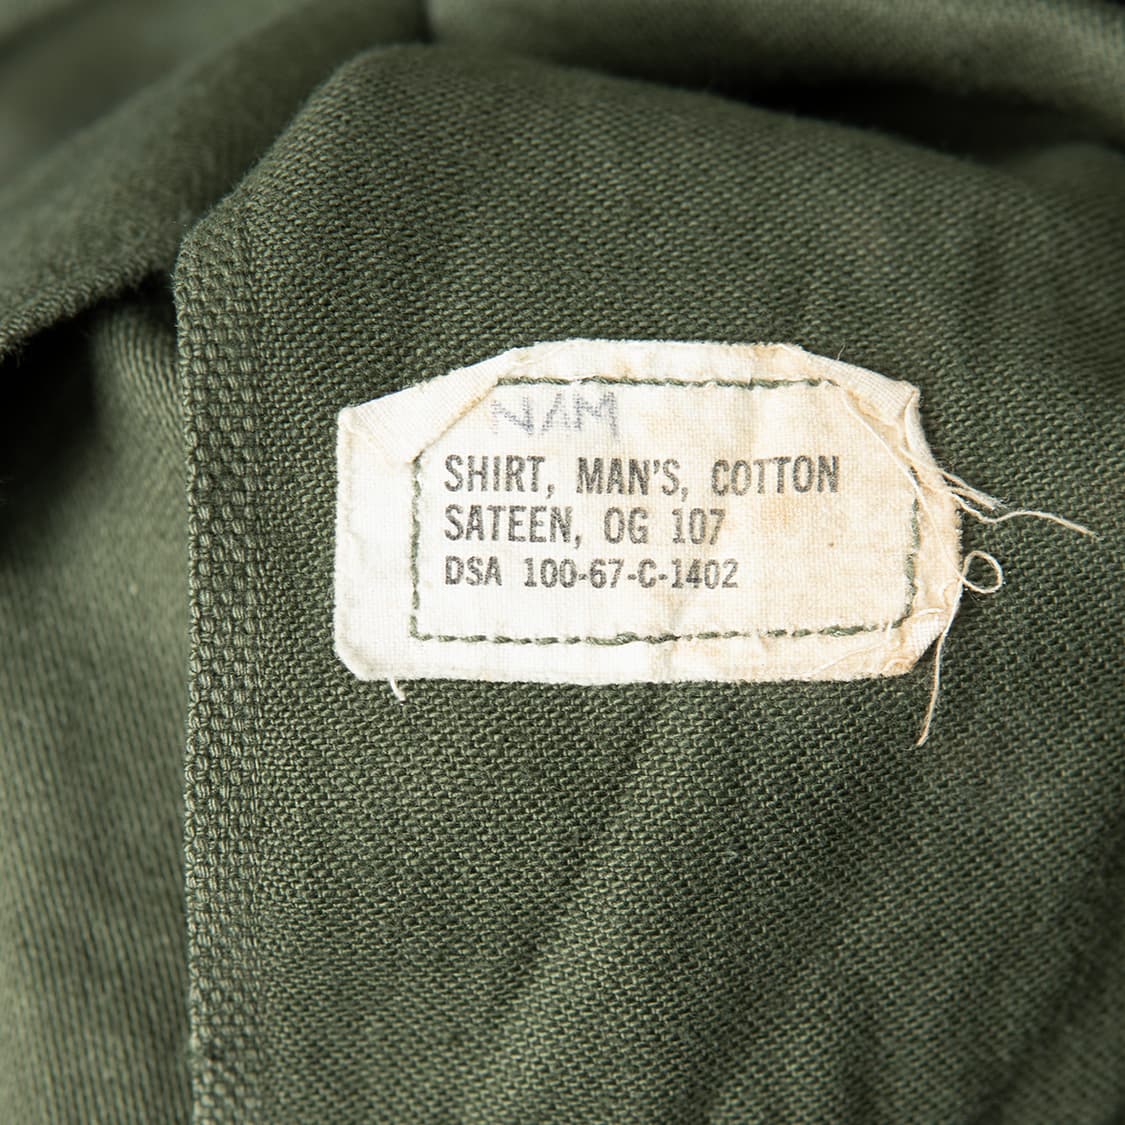 NAM
SHIRT, MAN'S, COTTON
SATEEN, OG 107
DSA 100-67-C-1402